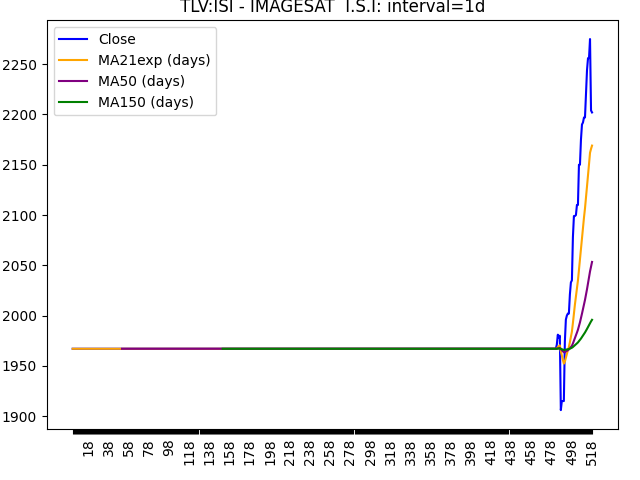 TLV:ISI - IMAGESAT I.S.I: interval=1d
Close
MA21exp (days)
MA50 (days)
MA150 (days)
2250
2200
2150
2100
2050
2000
1950
1900
18 38 58 78 98 118 138 158 178 198 218 238 258 278 298 318 338 358 378 398 418 438 458 478 498 518